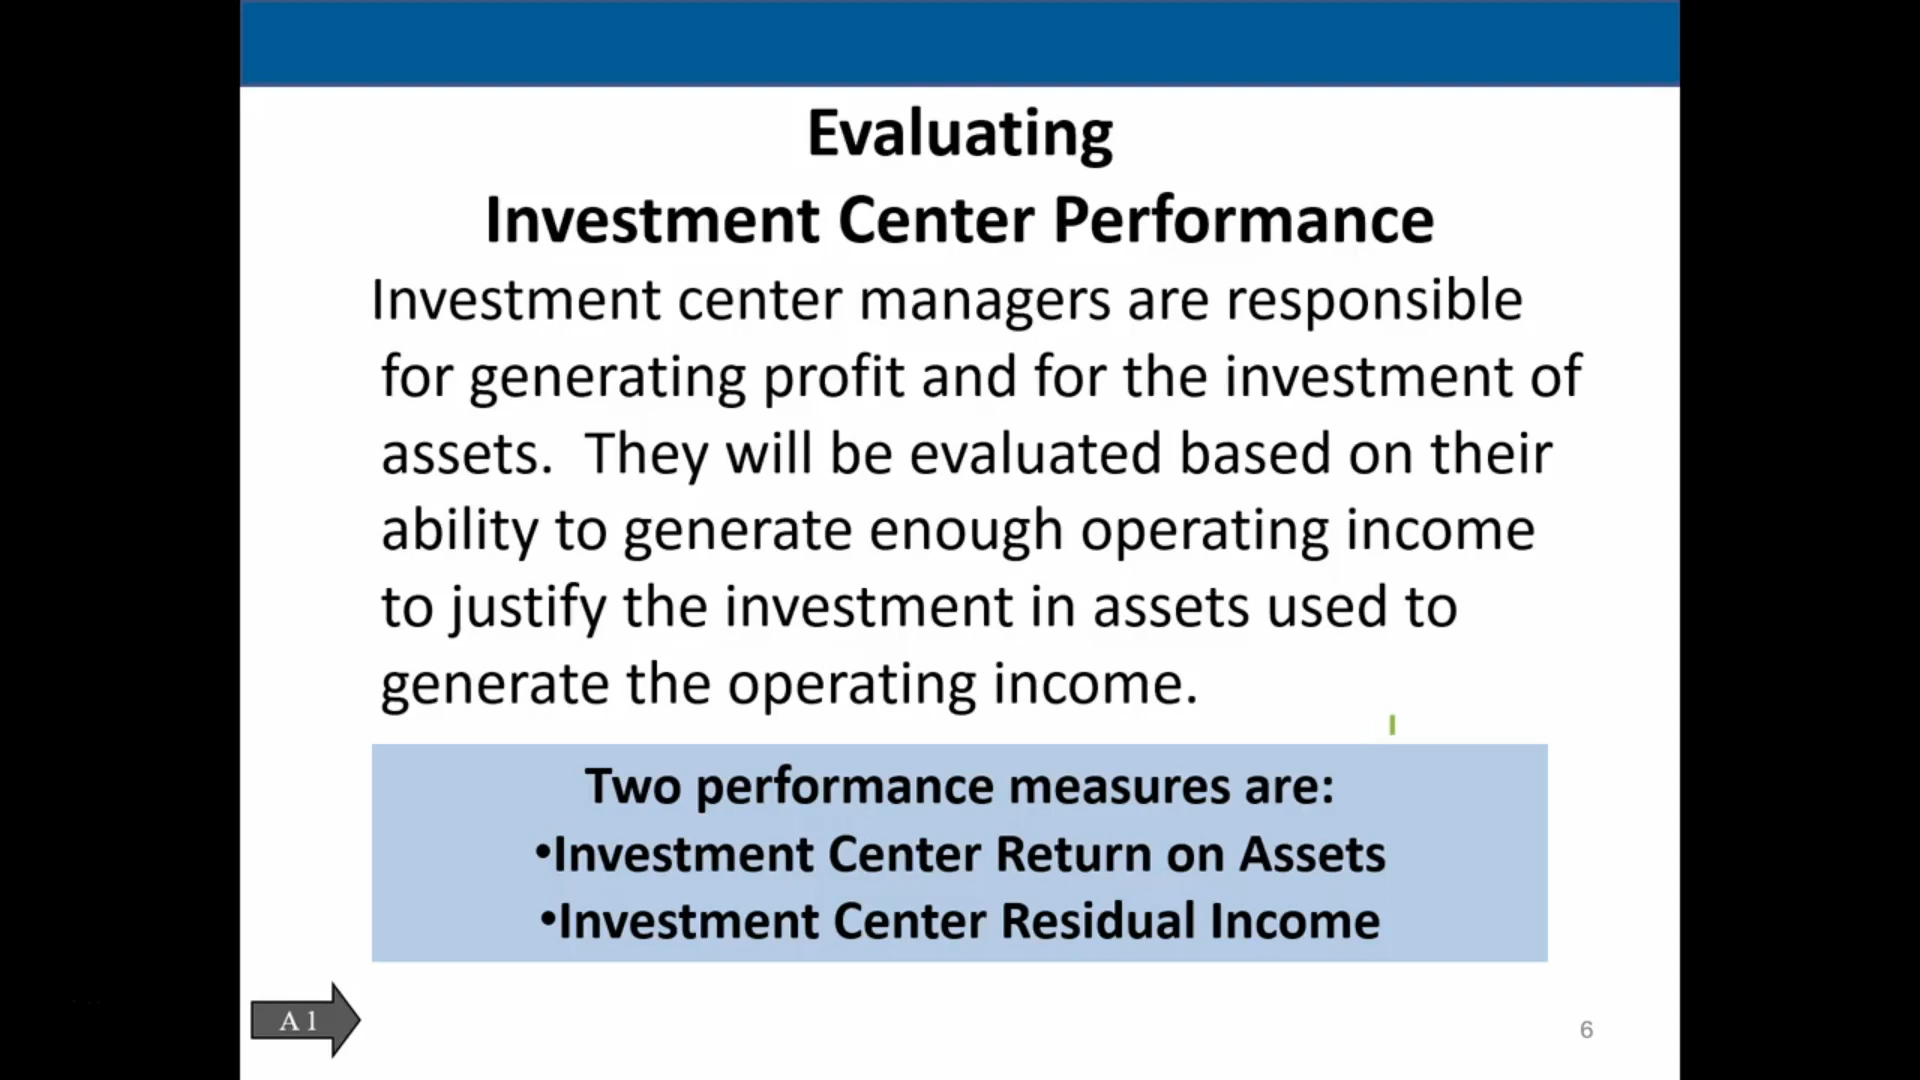 Evaluating
Investment Center Performance
Investment center managers are responsible
for generating profit and for the investment of
assets.  They will be evaluated based on their
ability to generate enough operating income
to justify the investment in assets used to
generate the operating income.
Two performance measures are:
•Investment Center Return on Assets
•Investment Center Residual Income
A 1
6